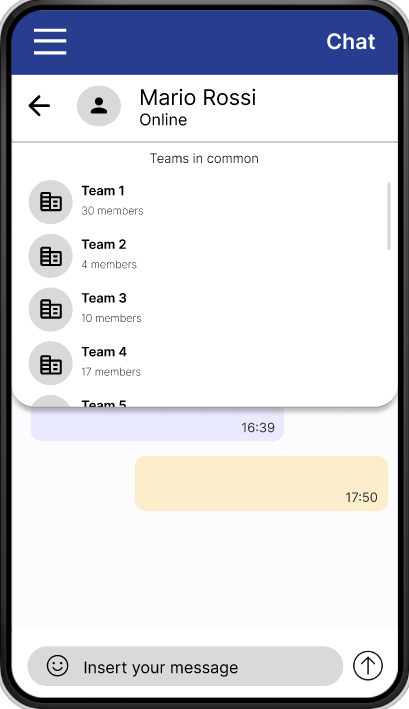 Chat
Mario Rossi
Online
Teams in common
Team 1
30 members
Team 2
4 members
Team 3
10 members
Team 4
17 members
Team 5
16:39
17:50
Insert your message